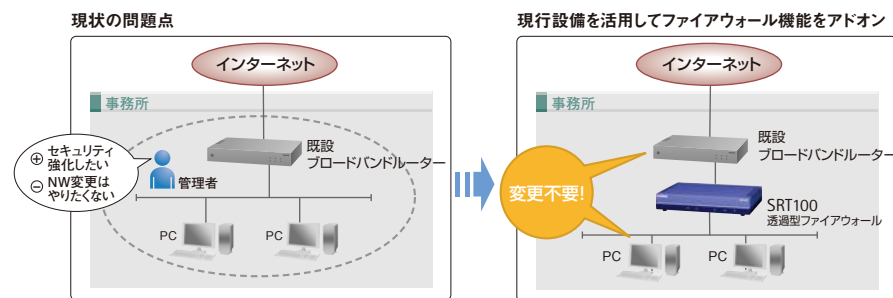 現状の問題点
インターネット
事務所
⊕ セキュリティ
強化したい
⊖ NW変更は
やりたくない
管理者
既設
ブロードバンドルーター
PC
PC
現行設備を活用してファイアウォール機能をアドオン
インターネット
事務所
変更不要!
既設
ブロードバンドルーター
SRT100
透過型ファイアウォール
PC
PC